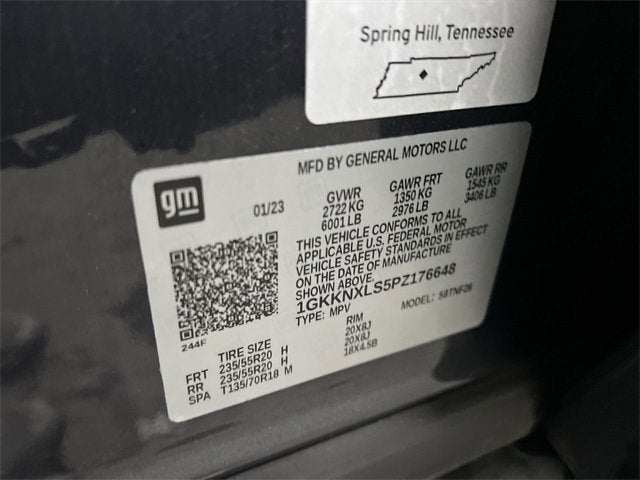 Spring Hill, Tennessee
gm
MFD BY GENERAL MOTORS LLC
01/23
GVWR
2722 KG
6001 LB
GAWR FRT
1350 KG
2976 LB
GAWR RR
1545 KG
3406 LB
THIS VEHICLE CONFORMS TO ALL
APPLICABLE U.S. FEDERAL MOTOR
VEHICLE SAFETY STANDARDS IN EFFECT
ON THE DATE OF MANUFACTURE
1GKKNXLS5PZ176648
TYPE: MPV
MODEL: 58TNF26
244F
TIRE SIZE
RIM
FRT 235/55R20 H 20X8J
RR 235/55R20 H 20X8J
SPA T135/70R18 M 18X4.5B